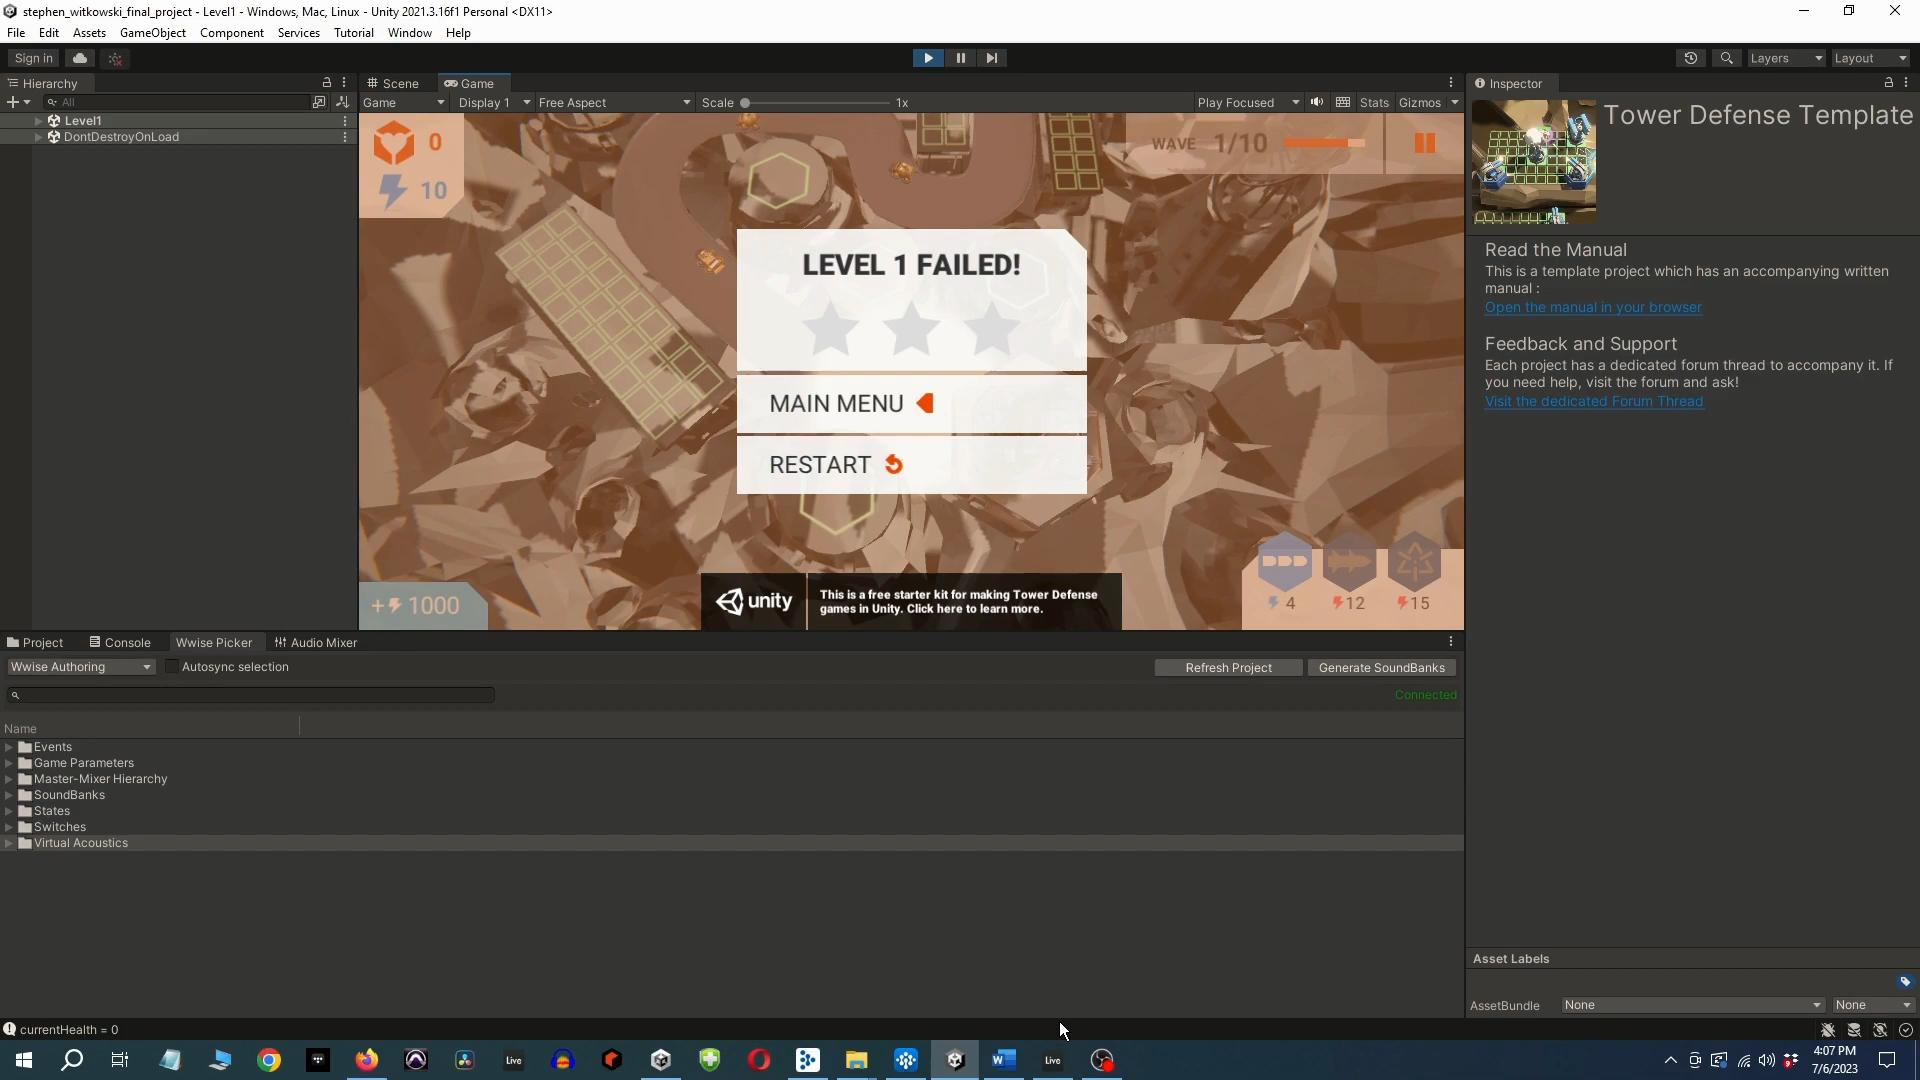 stephen_witkowski_final_project - Level1 - Windows, Mac, Linux - Unity 2021.3.16f1 Personal <DX11>
File Edit Assets GameObject Component Services Tutorial Window Help
Sign in
Layers
Layout
Hierarchy
All
Level1
DontDestroyOnLoad
Scene
Game
Game
Display 1
Free Aspect
Scale
1x
Play Focused
Stats
Gizmos
0
10
WAVE 1/10
LEVEL 1 FAILED!
MAIN MENU
RESTART
+ 1000
unity
This is a free starter kit for making Tower Defense
games in Unity. Click here to learn more.
4
12
15
Inspector
Tower Defense Template
Read the Manual
This is a template project which has an accompanying written
manual :
Open the manual in your browser
Feedback and Support
Each project has a dedicated forum thread to accompany it. If
you need help, visit the forum and ask!
Visit the dedicated Forum Thread
Project
Console
Wwise Picker
Audio Mixer
Wwise Authoring
Autosync selection
Refresh Project
Generate SoundBanks
Connected
Name
Events
Game Parameters
Master-Mixer Hierarchy
SoundBanks
States
Switches
Virtual Acoustics
Asset Labels
AssetBundle
None
None
currentHealth = 0
Live
Live
4:07 PM
7/6/2023